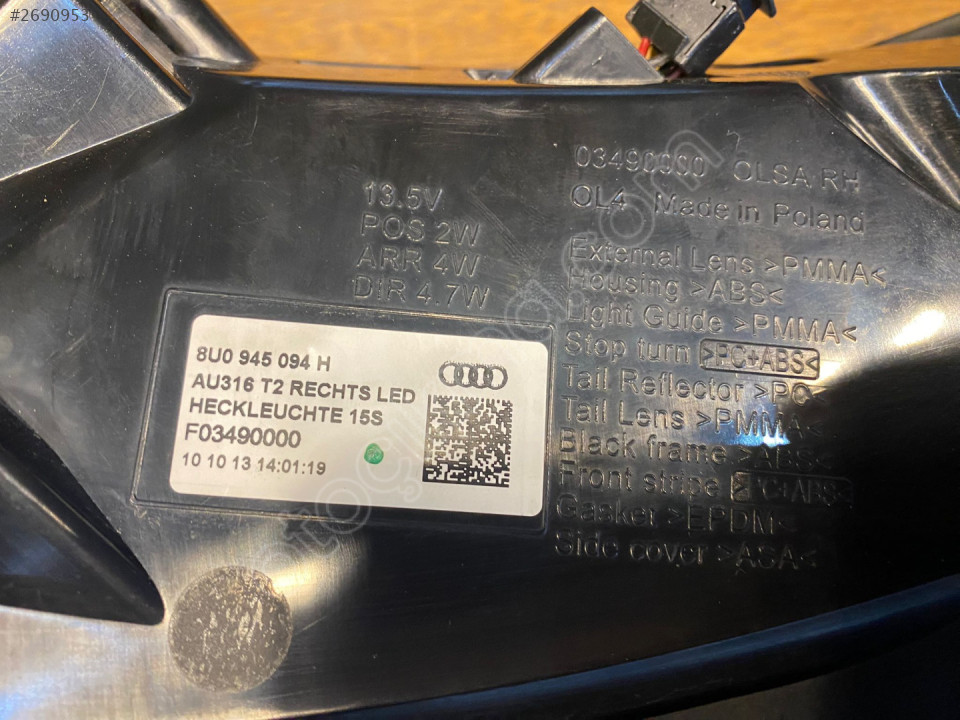 #2690953
03490000 OLSA RH
OL4 Made in Poland
13.5V
POS 2W
ARR 4W
DIR 4.7W
External Lens >PMMA<
Housing >ABS<
Light Guide >PMMA<
Stop turn >PC+ABS<
Tail Reflector >PC<
Tail Lens >PMMA<
Black frame >ABS<
Front stripe >PC+ABS<
Gasket >EPDM<
Side cover >ASA<
8U0 945 094 H
AU316 T2 RECHTS LED
HECKLEUCHTE 15S
F03490000
10 10 13 14:01:19